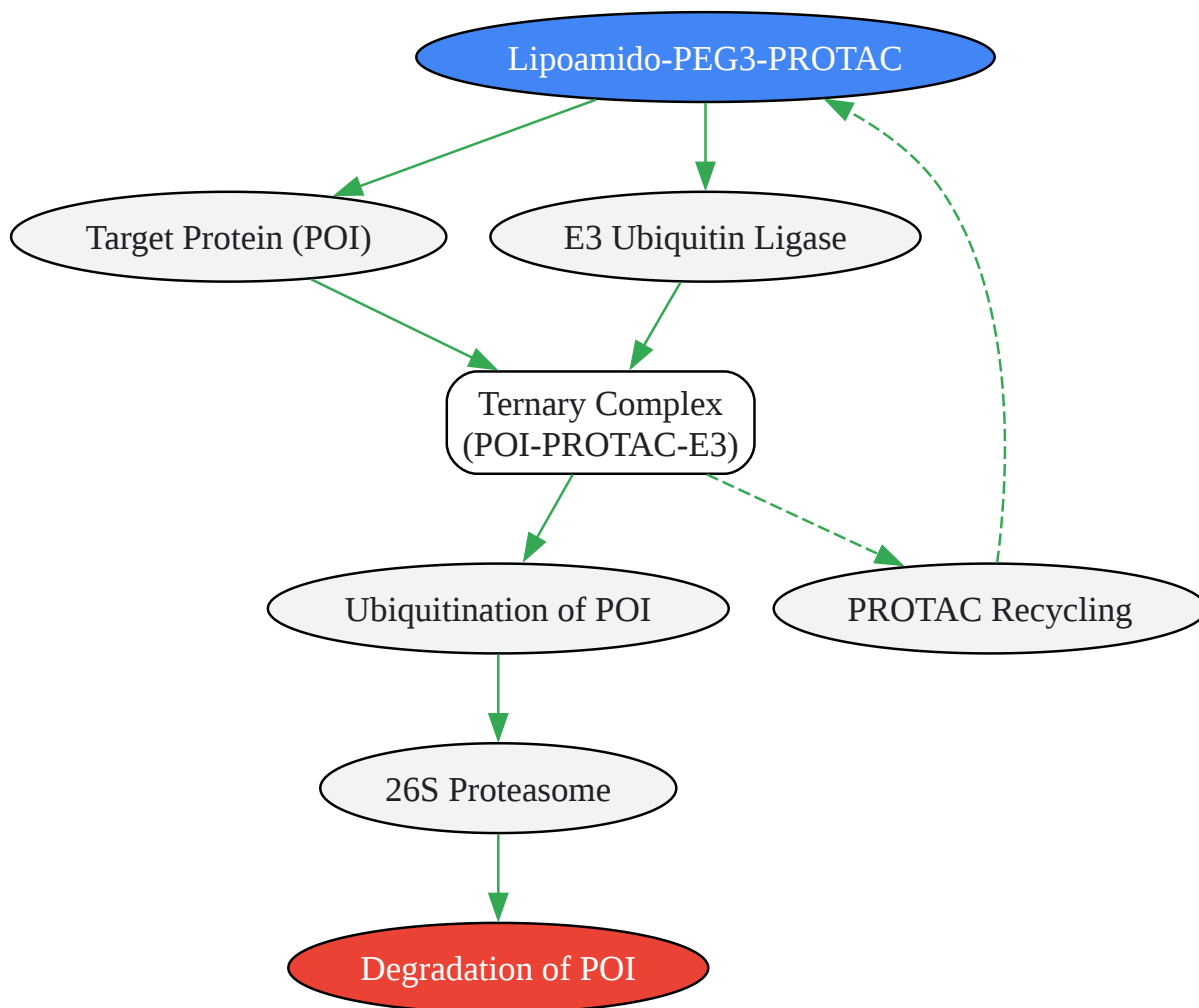 Lipoamido-PEG3-PROTAC
Target Protein (POI)
E3 Ubiquitin Ligase
Ternary Complex
(POI-PROTAC-E3)
Ubiquitination of POI
PROTAC Recycling
26S Proteasome
Degradation of POI